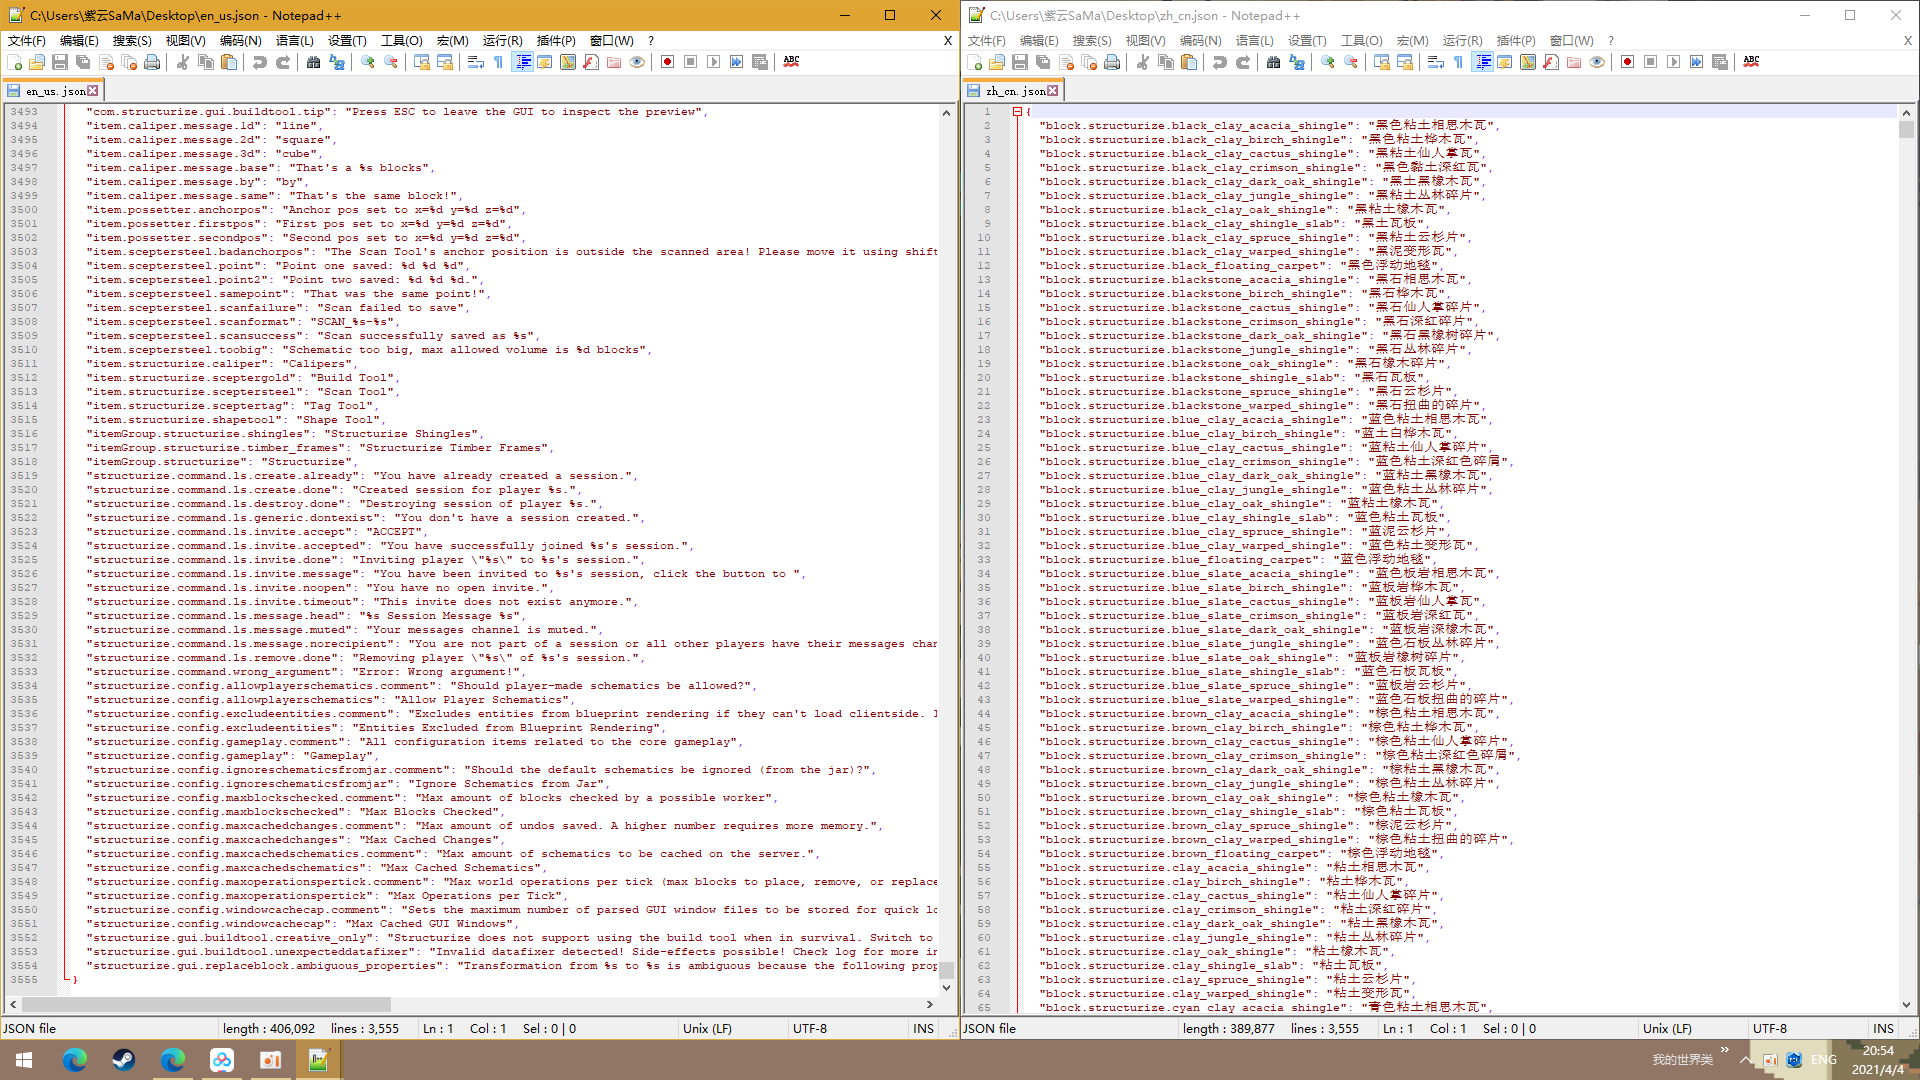 C:\Users\紫云SaMa\Desktop\en_us.json - Notepad++
文件(F) 编辑(E) 搜索(S) 视图(V) 编码(N) 语言(L) 设置(T) 工具(O) 宏(M) 运行(R) 插件(P) 窗口(W) ? X
en_us.json
3493 "com.structurize.gui.buildtool.tip": "Press ESC to leave the GUI to inspect the preview",
3494 "item.caliper.message.1d": "line",
3495 "item.caliper.message.2d": "square",
3496 "item.caliper.message.3d": "cube",
3497 "item.caliper.message.base": "That's a %s blocks",
3498 "item.caliper.message.by": "by",
3499 "item.caliper.message.same": "That's the same block!",
3500 "item.possetter.anchorpos": "Anchor pos set to x=%d y=%d z=%d",
3501 "item.possetter.firstpos": "First pos set to x=%d y=%d z=%d",
3502 "item.possetter.secondpos": "Second pos set to x=%d y=%d z=%d",
3503 "item.sceptersteel.badanchorpos": "The Scan Tool's anchor position is outside the scanned area! Please move it using shift
3504 "item.sceptersteel.point": "Point one saved: %d %d %d",
3505 "item.sceptersteel.point2": "Point two saved: %d %d %d.",
3506 "item.sceptersteel.samepoint": "That was the same point!",
3507 "item.sceptersteel.scanfailure": "Scan failed to save",
3508 "item.sceptersteel.scanformat": "SCAN_%s-%s",
3509 "item.sceptersteel.scansuccess": "Scan successfully saved as %s",
3510 "item.sceptersteel.toobig": "Schematic too big, max allowed volume is %d blocks",
3511 "item.structurize.caliper": "Calipers",
3512 "item.structurize.sceptergold": "Build Tool",
3513 "item.structurize.sceptersteel": "Scan Tool",
3514 "item.structurize.sceptertag": "Tag Tool",
3515 "item.structurize.shapetool": "Shape Tool",
3516 "itemGroup.structurize.shingles": "Structurize Shingles",
3517 "itemGroup.structurize.timber_frames": "Structurize Timber Frames",
3518 "itemGroup.structurize": "Structurize",
3519 "structurize.command.ls.create.already": "You have already created a session.",
3520 "structurize.command.ls.create.done": "Created session for player %s.",
3521 "structurize.command.ls.destroy.done": "Destroying session of player %s.",
3522 "structurize.command.ls.generic.dontexist": "You don't have a session created.",
3523 "structurize.command.ls.invite.accept": "ACCEPT",
3524 "structurize.command.ls.invite.accepted": "You have successfully joined %s's session.",
3525 "structurize.command.ls.invite.done": "Inviting player \"%s\" to %s's session.",
3526 "structurize.command.ls.invite.message": "You have been invited to %s's session, click the button to ",
3527 "structurize.command.ls.invite.noopen": "You have no open invite.",
3528 "structurize.command.ls.invite.timeout": "This invite does not exist anymore.",
3529 "structurize.command.ls.message.head": "%s Session Message %s",
3530 "structurize.command.ls.message.muted": "Your messages channel is muted.",
3531 "structurize.command.ls.message.norecipient": "You are not part of a session or all other players have their messages chan
3532 "structurize.command.ls.remove.done": "Removing player \"%s\" of %s's session.",
3533 "structurize.command.wrong_argument": "Error: Wrong argument!",
3534 "structurize.config.allowplayerschematics.comment": "Should player-made schematics be allowed?",
3535 "structurize.config.allowplayerschematics": "Allow Player Schematics",
3536 "structurize.config.excludeentities.comment": "Excludes entities from blueprint rendering if they can't load clientside. I
3537 "structurize.config.excludeentities": "Entities Excluded from Blueprint Rendering",
3538 "structurize.config.gameplay.comment": "All configuration items related to the core gameplay",
3539 "structurize.config.gameplay": "Gameplay",
3540 "structurize.config.ignoreschematicsfromjar.comment": "Should the default schematics be ignored (from the jar)?",
3541 "structurize.config.ignoreschematicsfromjar": "Ignore Schematics from Jar",
3542 "structurize.config.maxblockschecked.comment": "Max amount of blocks checked by a possible worker",
3543 "structurize.config.maxblockschecked": "Max Blocks Checked",
3544 "structurize.config.maxcachedchanges.comment": "Max amount of undos saved. A higher number requires more memory.",
3545 "structurize.config.maxcachedchanges": "Max Cached Changes",
3546 "structurize.config.maxcachedschematics.comment": "Max amount of schematics to be cached on the server.",
3547 "structurize.config.maxcachedschematics": "Max Cached Schematics",
3548 "structurize.config.maxoperationspertick.comment": "Max world operations per tick (max blocks to place, remove, or replace
3549 "structurize.config.maxoperationspertick": "Max Operations per Tick",
3550 "structurize.config.windowcachecap.comment": "Sets the maximum number of parsed GUI window files to be stored for quick lo
3551 "structurize.config.windowcachecap": "Max Cached GUI Windows",
3552 "structurize.gui.buildtool.creative_only": "Structurize does not support using the build tool when in survival. Switch to
3553 "structurize.gui.buildtool.unexpecteddatafixer": "Invalid datafixer detected! Side-effects possible! Check log for more in
3554 "structurize.gui.replaceblock.ambiguous_properties": "Transformation from %s to %s is ambiguous because the following prop
3555 }
JSON file length : 406,092 lines : 3,555 Ln : 1 Col : 1 Sel : 0 | 0 Unix (LF) UTF-8 INS
C:\Users\紫云SaMa\Desktop\zh_cn.json - Notepad++
文件(F) 编辑(E) 搜索(S) 视图(V) 编码(N) 语言(L) 设置(T) 工具(O) 宏(M) 运行(R) 插件(P) 窗口(W) ? X
zh_cn.json
1 {
2 "block.structurize.black_clay_acacia_shingle": "黑色粘土相思木瓦",
3 "block.structurize.black_clay_birch_shingle": "黑色粘土桦木瓦",
4 "block.structurize.black_clay_cactus_shingle": "黑粘土仙人掌瓦",
5 "block.structurize.black_clay_crimson_shingle": "黑色黏土深红瓦",
6 "block.structurize.black_clay_dark_oak_shingle": "黑土黑橡木瓦",
7 "block.structurize.black_clay_jungle_shingle": "黑粘土丛林碎片",
8 "block.structurize.black_clay_oak_shingle": "黑粘土橡木瓦",
9 "block.structurize.black_clay_shingle_slab": "黑土瓦板",
10 "block.structurize.black_clay_spruce_shingle": "黑粘土云杉片",
11 "block.structurize.black_clay_warped_shingle": "黑泥变形瓦",
12 "block.structurize.black_floating_carpet": "黑色浮动地毯",
13 "block.structurize.blackstone_acacia_shingle": "黑石相思木瓦",
14 "block.structurize.blackstone_birch_shingle": "黑石桦木瓦",
15 "block.structurize.blackstone_cactus_shingle": "黑石仙人掌碎片",
16 "block.structurize.blackstone_crimson_shingle": "黑石深红碎片",
17 "block.structurize.blackstone_dark_oak_shingle": "黑石黑橡树碎片",
18 "block.structurize.blackstone_jungle_shingle": "黑石丛林碎片",
19 "block.structurize.blackstone_oak_shingle": "黑石橡木碎片",
20 "block.structurize.blackstone_shingle_slab": "黑石瓦板",
21 "block.structurize.blackstone_spruce_shingle": "黑石云杉片",
22 "block.structurize.blackstone_warped_shingle": "黑石扭曲的碎片",
23 "block.structurize.blue_clay_acacia_shingle": "蓝色粘土相思木瓦",
24 "block.structurize.blue_clay_birch_shingle": "蓝土白桦木瓦",
25 "block.structurize.blue_clay_cactus_shingle": "蓝粘土仙人掌碎片",
26 "block.structurize.blue_clay_crimson_shingle": "蓝色粘土深红色碎屑",
27 "block.structurize.blue_clay_dark_oak_shingle": "蓝粘土黑橡木瓦",
28 "block.structurize.blue_clay_jungle_shingle": "蓝色粘土丛林碎片",
29 "block.structurize.blue_clay_oak_shingle": "蓝粘土橡木瓦",
30 "block.structurize.blue_clay_shingle_slab": "蓝色粘土瓦板",
31 "block.structurize.blue_clay_spruce_shingle": "蓝泥云杉片",
32 "block.structurize.blue_clay_warped_shingle": "蓝色粘土变形瓦",
33 "block.structurize.blue_floating_carpet": "蓝色浮动地毯",
34 "block.structurize.blue_slate_acacia_shingle": "蓝色板岩相思木瓦",
35 "block.structurize.blue_slate_birch_shingle": "蓝板岩桦木瓦",
36 "block.structurize.blue_slate_cactus_shingle": "蓝板岩仙人掌瓦",
37 "block.structurize.blue_slate_crimson_shingle": "蓝板岩深红瓦",
38 "block.structurize.blue_slate_dark_oak_shingle": "蓝板岩深橡木瓦",
39 "block.structurize.blue_slate_jungle_shingle": "蓝色石板丛林碎片",
40 "block.structurize.blue_slate_oak_shingle": "蓝板岩橡树碎片",
41 "block.structurize.blue_slate_shingle_slab": "蓝色石板瓦板",
42 "block.structurize.blue_slate_spruce_shingle": "蓝板岩云杉片",
43 "block.structurize.blue_slate_warped_shingle": "蓝色石板扭曲的碎片",
44 "block.structurize.brown_clay_acacia_shingle": "棕色粘土相思木瓦",
45 "block.structurize.brown_clay_birch_shingle": "棕色粘土桦木瓦",
46 "block.structurize.brown_clay_cactus_shingle": "棕色粘土仙人掌碎片",
47 "block.structurize.brown_clay_crimson_shingle": "棕色粘土深红色碎屑",
48 "block.structurize.brown_clay_dark_oak_shingle": "棕粘土黑橡木瓦",
49 "block.structurize.brown_clay_jungle_shingle": "棕色粘土丛林碎片",
50 "block.structurize.brown_clay_oak_shingle": "棕色粘土橡木瓦",
51 "block.structurize.brown_clay_shingle_slab": "棕色粘土瓦板",
52 "block.structurize.brown_clay_spruce_shingle": "棕泥云杉片",
53 "block.structurize.brown_clay_warped_shingle": "棕色粘土扭曲的碎片",
54 "block.structurize.brown_floating_carpet": "棕色浮动地毯",
55 "block.structurize.clay_acacia_shingle": "粘土相思木瓦",
56 "block.structurize.clay_birch_shingle": "粘土桦木瓦",
57 "block.structurize.clay_cactus_shingle": "粘土仙人掌碎片",
58 "block.structurize.clay_crimson_shingle": "粘土深红碎片",
59 "block.structurize.clay_dark_oak_shingle": "粘土黑橡木瓦",
60 "block.structurize.clay_jungle_shingle": "粘土丛林碎片",
61 "block.structurize.clay_oak_shingle": "粘土橡木瓦",
62 "block.structurize.clay_shingle_slab": "粘土瓦板",
63 "block.structurize.clay_spruce_shingle": "粘土云杉片",
64 "block.structurize.clay_warped_shingle": "粘土变形瓦",
65 "block.structurize.cyan_clay_acacia_shingle": "青色粘土相思木瓦",
JSON file length : 389,877 lines : 3,555 Ln : 1 Col : 1 Sel : 0 | 0 Unix (LF) UTF-8 INS
我的世界类 ENG 20:54
2021/4/4